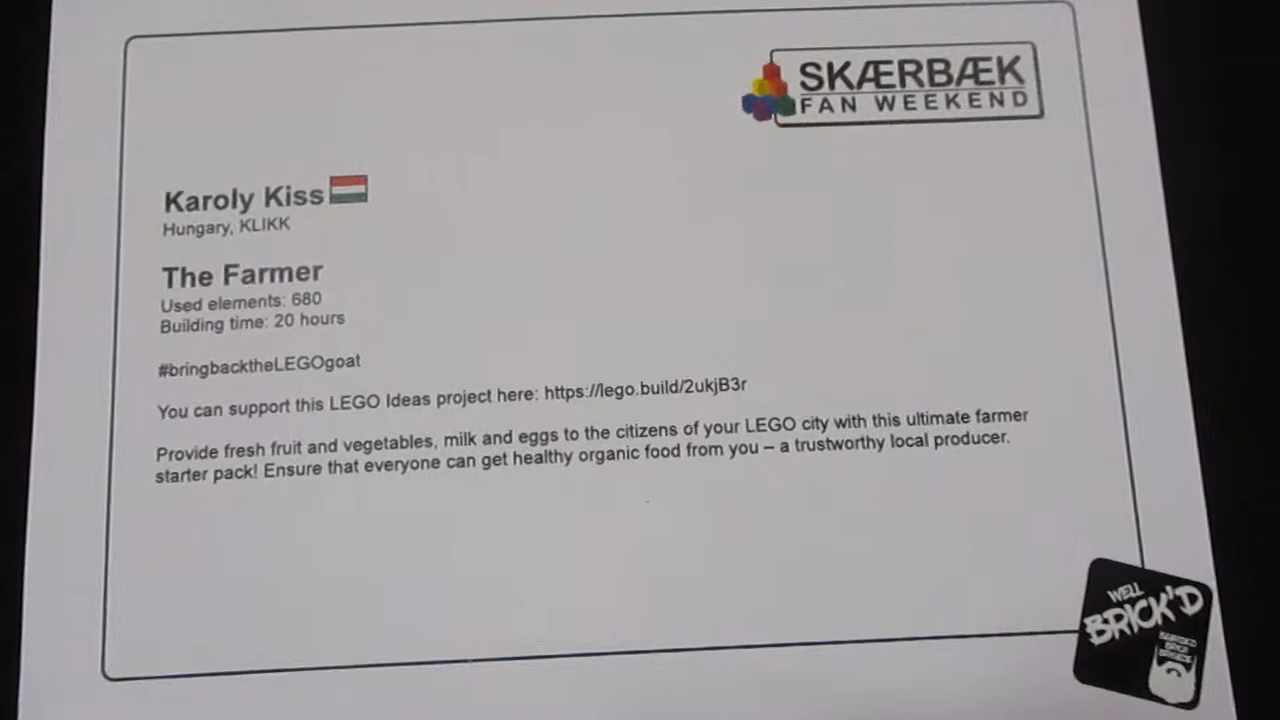 SKÆRBÆK
FAN WEEKEND
Karoly Kiss
Hungary, KLIKK
The Farmer
Used elements: 680
Building time: 20 hours
#bringbacktheLEGOgoat
You can support this LEGO Ideas project here: https://lego.build/2ukjB3r
Provide fresh fruit and vegetables, milk and eggs to the citizens of your LEGO city with this ultimate farmer
starter pack! Ensure that everyone can get healthy organic food from you – a trustworthy local producer.
WELL
BRICK'D